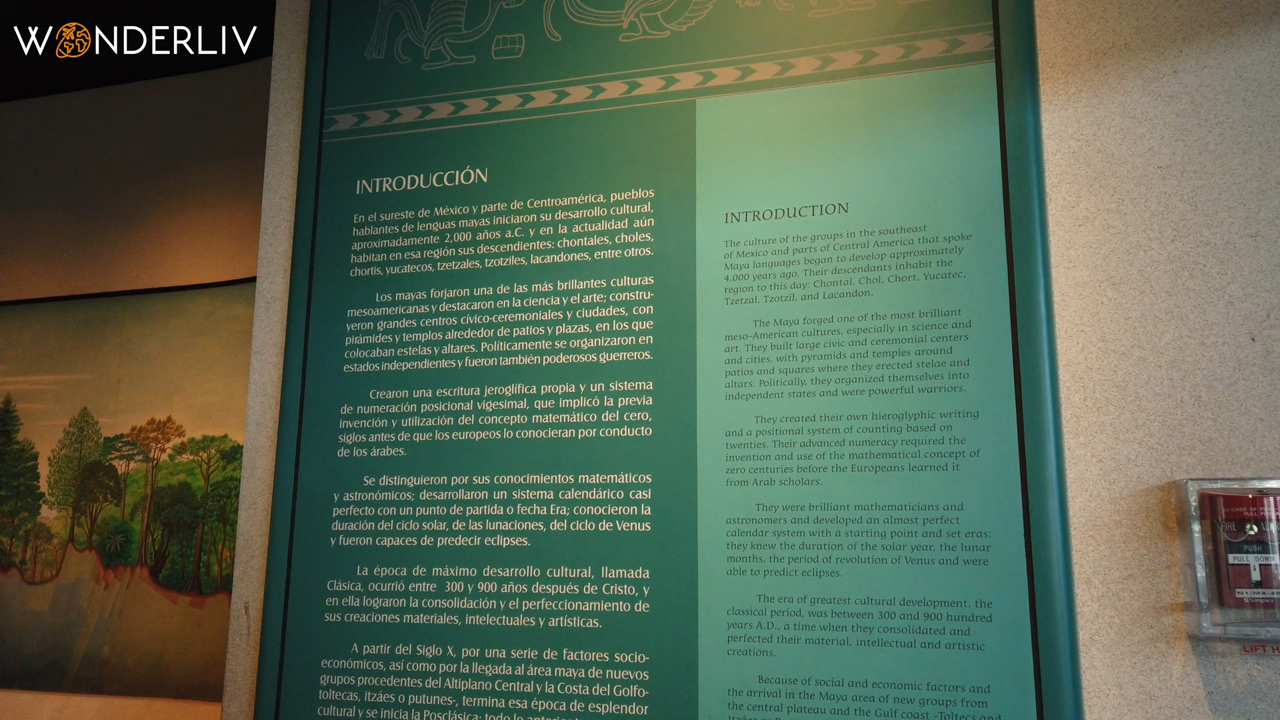 WONDERLIV
INTRODUCCIÓN
En el sureste de México y parte de Centroamérica, pueblos
hablantes de lenguas mayas iniciaron su desarrollo cultural,
aproximadamente 2,000 años a.C. y en la actualidad aún
habitan en esa región sus descendientes: chontales, choles,
chortis, yucatecos, tzetzales, tzotziles, lacandones, entre otros.
Los mayas forjaron una de las más brillantes culturas
mesoamericanas y destacaron en la ciencia y el arte; constru-
yeron grandes centros cívico-ceremoniales y ciudades, con
pirámides y templos alrededor de patios y plazas, en los que
colocaban estelas y altares. Políticamente se organizaron en
estados independientes y fueron también poderosos guerreros.
Crearon una escritura jeroglífica propia y un sistema
de numeración posicional vigesimal, que implicó la previa
invención y utilización del concepto matemático del cero,
siglos antes de que los europeos lo conocieran por conducto
de los árabes.
Se distinguieron por sus conocimientos matemáticos
y astronómicos; desarrollaron un sistema calendárico casi
perfecto con un punto de partida o fecha Era; conocieron la
duración del ciclo solar, de las lunaciones, del ciclo de Venus
y fueron capaces de predecir eclipses.
La época de máximo desarrollo cultural, llamada
Clásica, ocurrió entre 300 y 900 años después de Cristo, y
en ella lograron la consolidación y el perfeccionamiento de
sus creaciones materiales, intelectuales y artísticas.
A partir del Siglo X, por una serie de factores socio-
económicos, así como por la llegada al área maya de nuevos
grupos procedentes del Altiplano Central y la Costa del Golfo-
toltecas, itzáes o putunes-, termina esa época de esplendor
cultural y se inicia la Posclásica; todo lo
INTRODUCTION
The culture of the groups in the southeast
of Mexico and parts of Central America that spoke
Maya languages began to develop approximately
4,000 years ago. Their descendants inhabit the
region to this day: Chontal, Chol, Chort, Yucatec,
Tzetzal, Tzotzil, and Lacandon.
The Maya forged one of the most brilliant
meso-American cultures, especially in science and
art. They built large civic and ceremonial centers
and cities, with pyramids and temples around
patios and squares where they erected stelae and
altars. Politically, they organized themselves into
independent states and were powerful warriors.
They created their own hieroglyphic writing
and a positional system of counting based on
twenties. Their advanced numeracy required the
invention and use of the mathematical concept of
zero centuries before the Europeans learned it
from Arab scholars.
They were brilliant mathematicians and
astronomers and developed an almost perfect
calendar system with a starting point and set eras;
they knew the duration of the solar year, the lunar
months, the period of revolution of Venus and were
able to predict eclipses.
The era of greatest cultural development, the
classical period, was between 300 and 900 hundred
years A.D., a time when they consolidated and
perfected their material, intellectual and artistic
creations.
Because of social and economic factors and
the arrival in the Maya area of new groups from
the central plateau and the Gulf coast -Toltecs and
FIRE
PUSH
PULL DOWN
LIFT